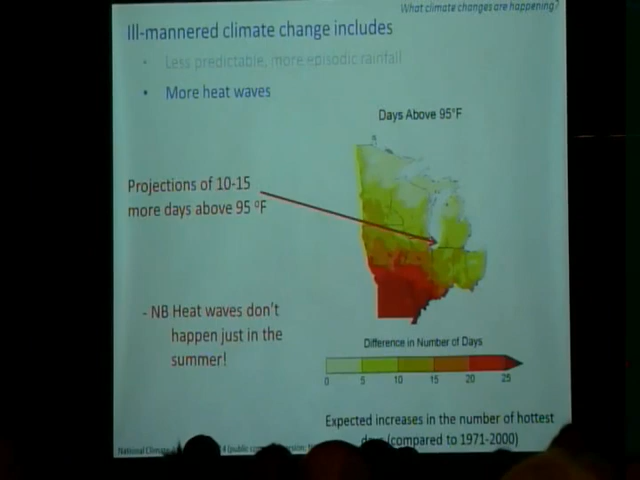 What climate changes are happening?
Ill-mannered climate change includes
• Less predictable, more episodic rainfall
• More heat waves
Days Above 95°F
Projections of 10-15
more days above 95 °F
- NB Heat waves don't
happen just in the
summer!
Difference in Number of Days
0 5 10 15 20 25
Expected increases in the number of hottest
(compared to 1971-2000)
National Climate